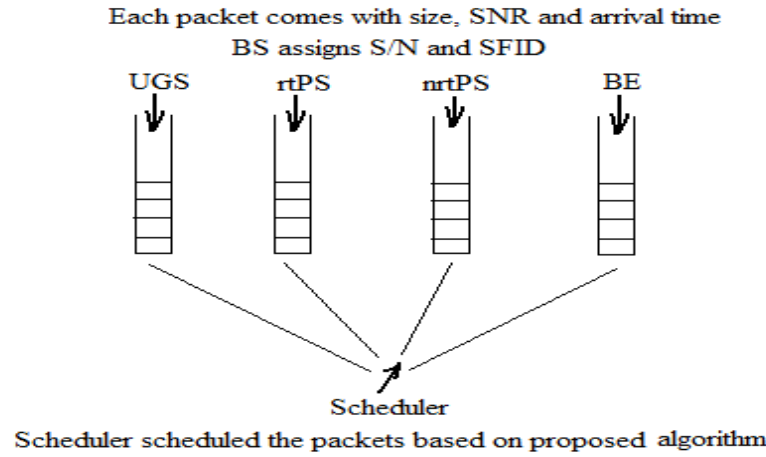 Each packet comes with size, SNR and arrival time
BS assigns S/N and SFID
UGS rtPS nrtPS BE
Scheduler
Scheduler scheduled the packets based on proposed algorithm